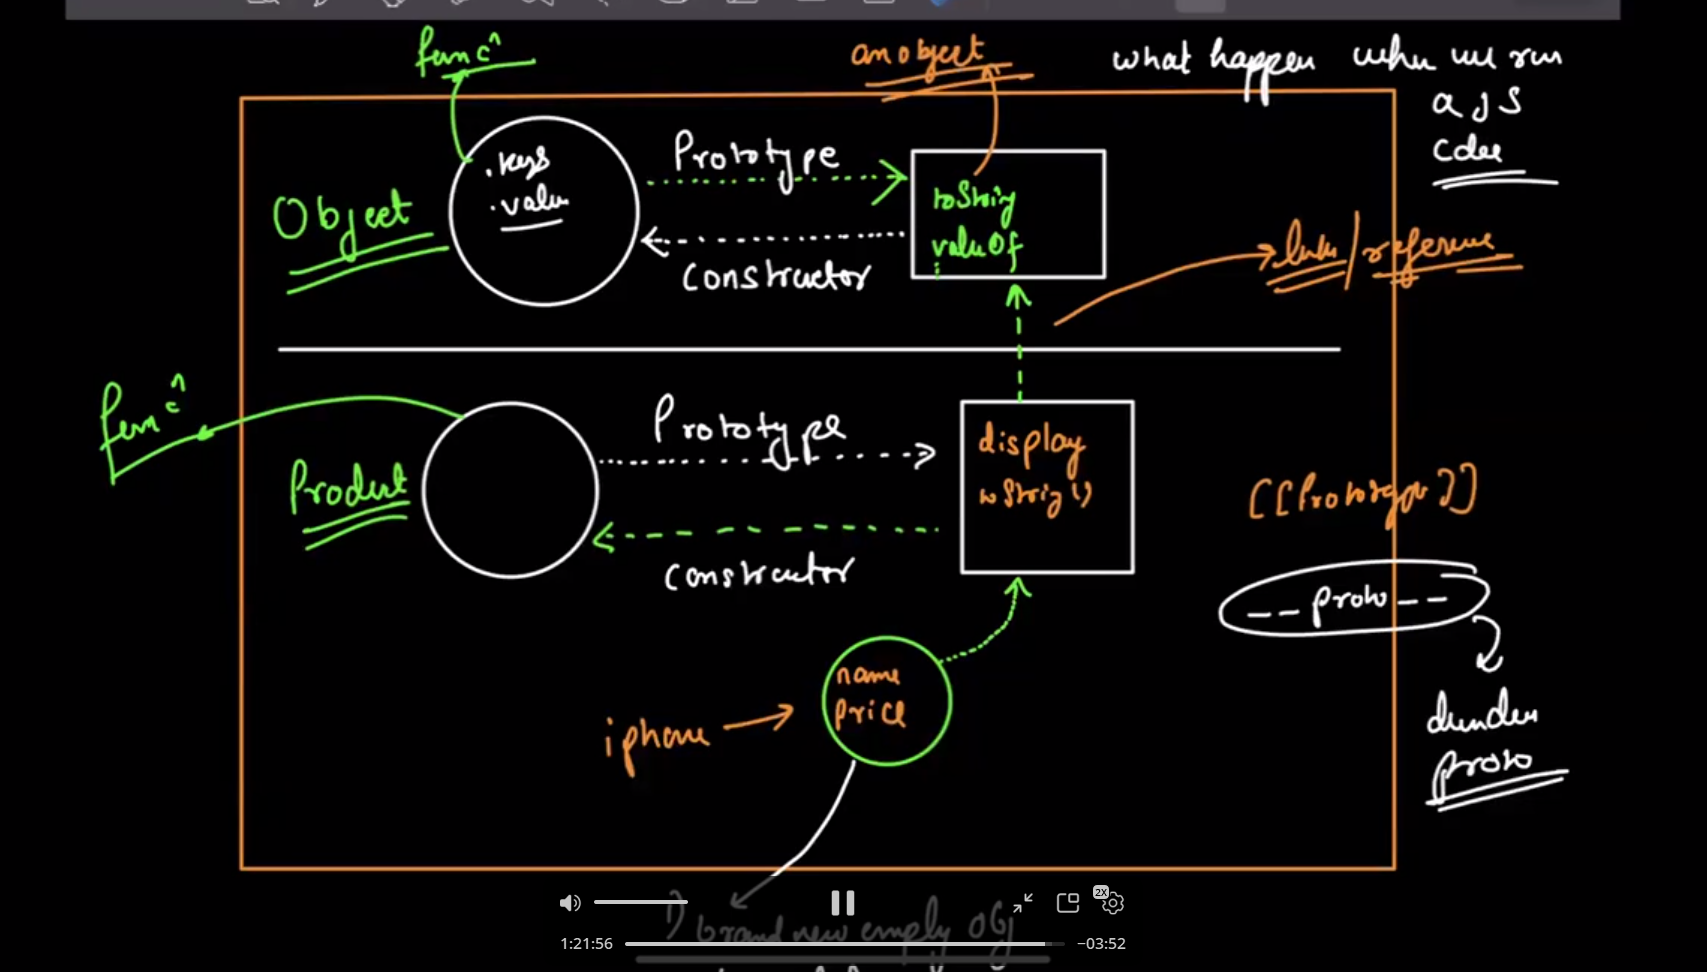 func^
an object
what happen when we run
a JS
Code
Object
.keys
.value
Prototype
constructor
toString
valueOf
link/reference
func^
Product
Prototype
constructor
display
toString()
[[Prototype]]
__proto__
dunder
proto
iphone
name
price
1) brand new empty obj
2X
1:21:56
−03:52